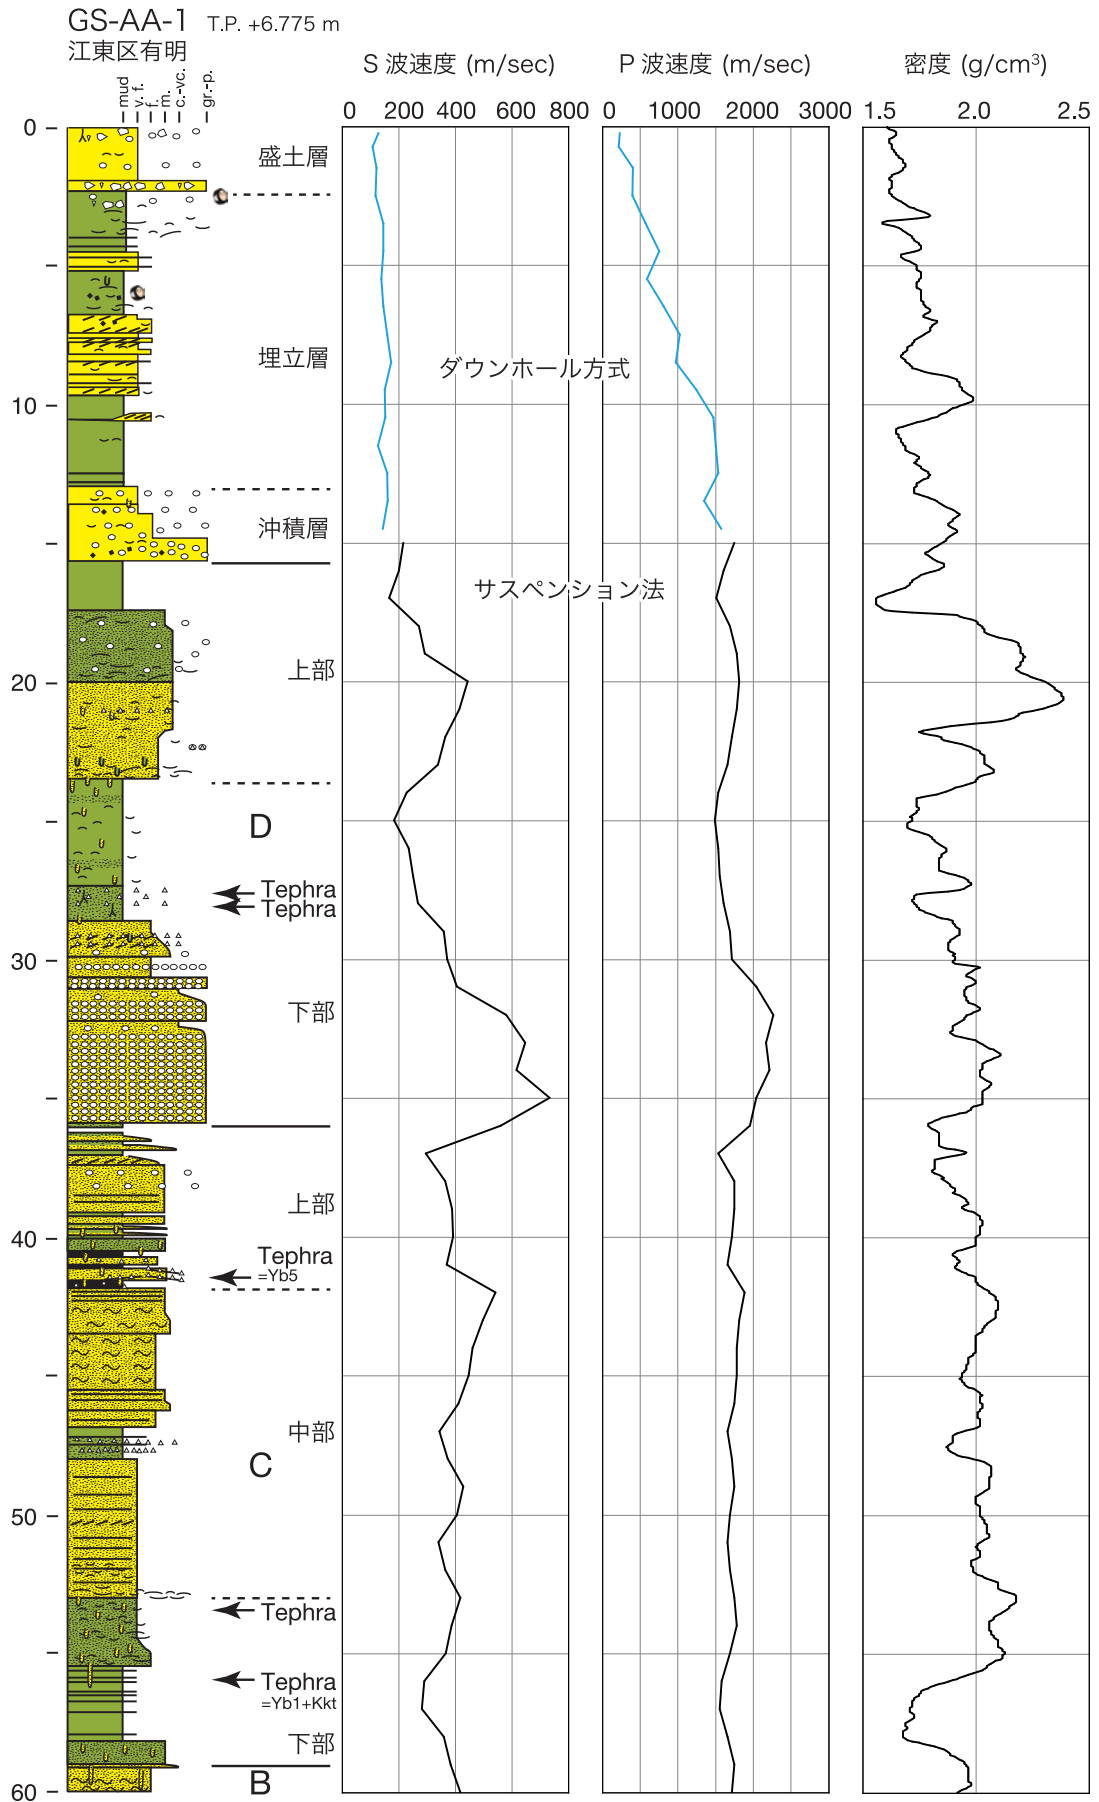 GS-AA-1 T.P. +6.775 m
江東区有明
mud
v. f.
f.
m.
c.-vc.
gr.-p.
S 波速度 (m/sec)
P 波速度 (m/sec)
密度 (g/cm³)
0 200 400 600 800
0 1000 2000 3000
1.5 2.0 2.5
0
盛土層
埋立層
ダウンホール方式
10
沖積層
サスペンション法
上部
20
D
Tephra
Tephra
30
下部
上部
40
Tephra
=Yb5
中部
C
50
Tephra
Tephra
=Yb1+Kkt
下部
B
60